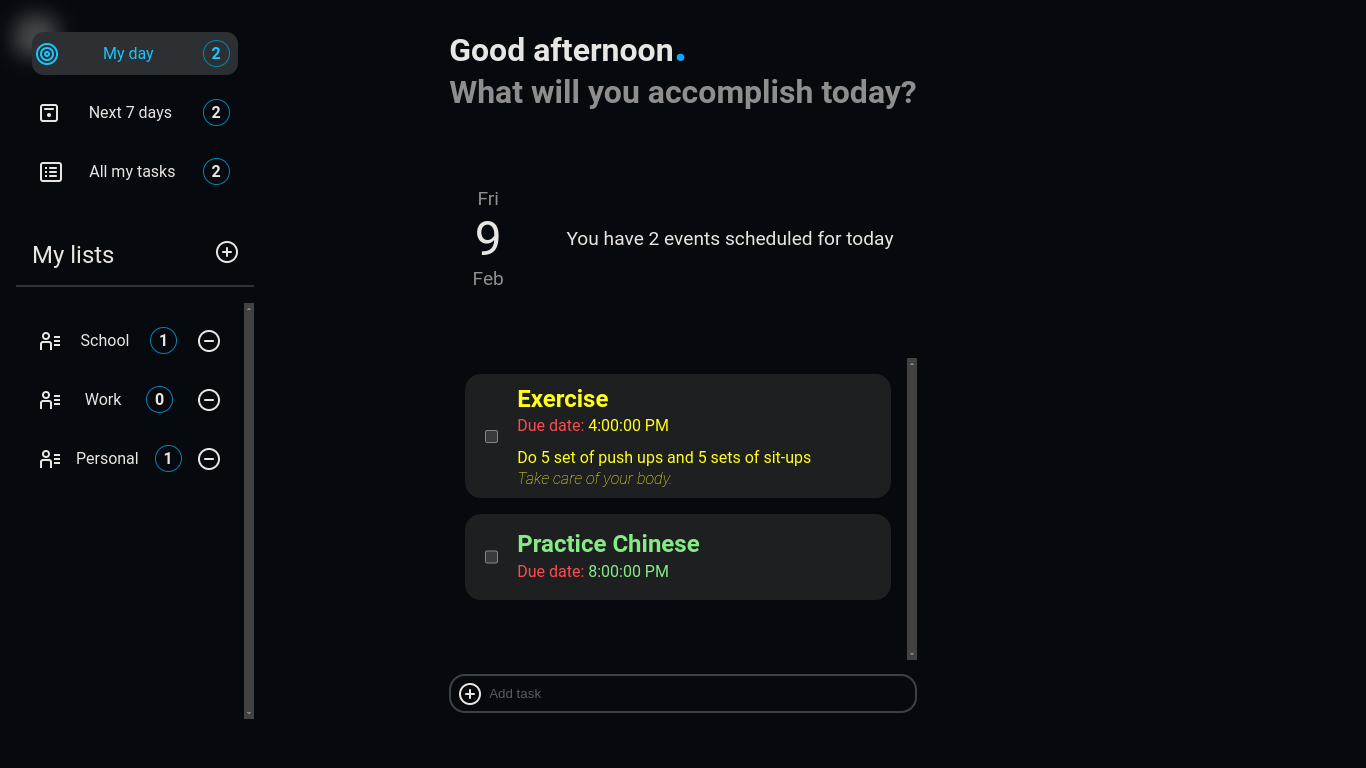 My day 2
Next 7 days 2
All my tasks 2
My lists
School 1
Work 0
Personal 1
Good afternoon.
What will you accomplish today?
Fri
9
Feb
You have 2 events scheduled for today
Exercise
Due date: 4:00:00 PM
Do 5 set of push ups and 5 sets of sit-ups
Take care of your body.
Practice Chinese
Due date: 8:00:00 PM
Add task